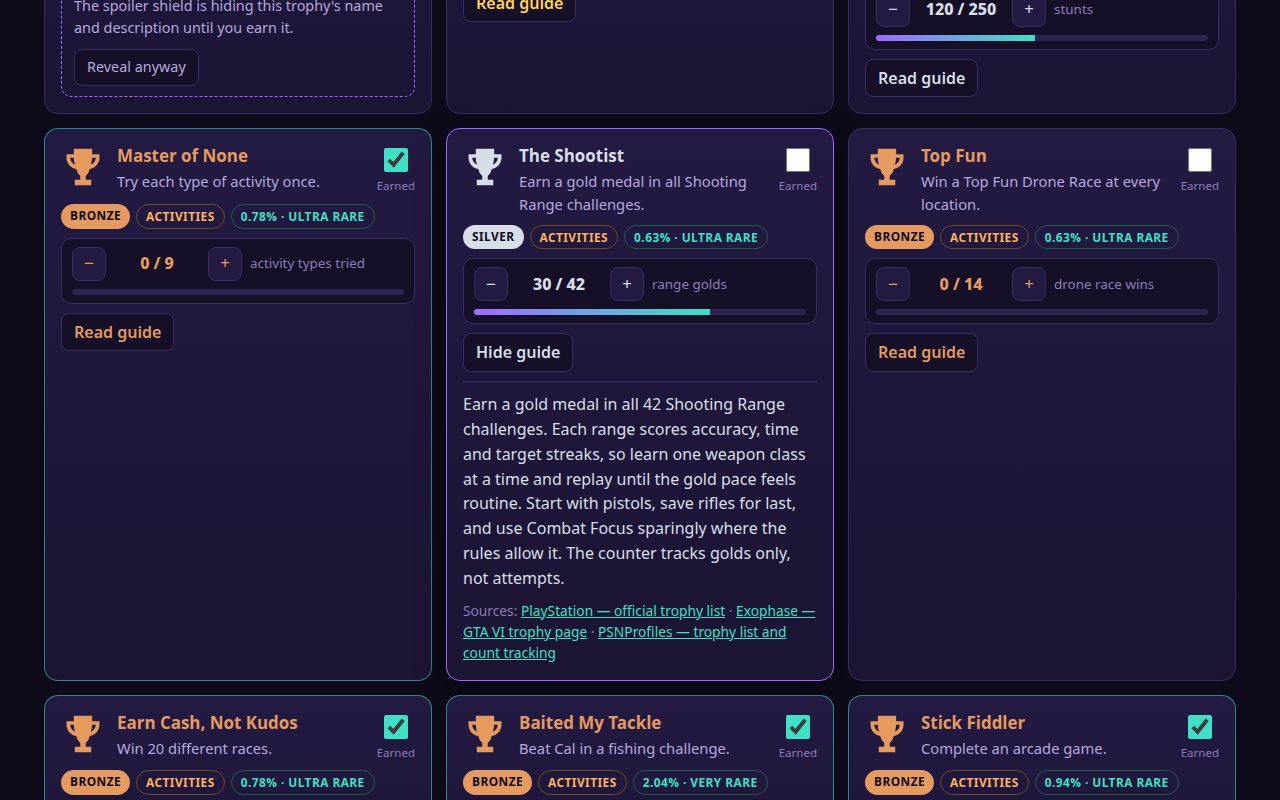 The spoiler shield is hiding this trophy's name
and description until you earn it.
Reveal anyway
Read guide
− 120 / 250 + stunts
Read guide
Master of None
Try each type of activity once.
Earned
BRONZE ACTIVITIES 0.78% · ULTRA RARE
− 0 / 9 + activity types tried
Read guide
The Shootist
Earn a gold medal in all Shooting
Range challenges.
Earned
SILVER ACTIVITIES 0.63% · ULTRA RARE
− 30 / 42 + range golds
Hide guide
Earn a gold medal in all 42 Shooting Range
challenges. Each range scores accuracy, time
and target streaks, so learn one weapon class
at a time and replay until the gold pace feels
routine. Start with pistols, save rifles for last,
and use Combat Focus sparingly where the
rules allow it. The counter tracks golds only,
not attempts.
Sources: PlayStation — official trophy list · Exophase —
GTA VI trophy page · PSNProfiles — trophy list and
count tracking
Top Fun
Win a Top Fun Drone Race at every
location.
Earned
BRONZE ACTIVITIES 0.63% · ULTRA RARE
− 0 / 14 + drone race wins
Read guide
Earn Cash, Not Kudos
Win 20 different races.
Earned
BRONZE ACTIVITIES 0.78% · ULTRA RARE
Baited My Tackle
Beat Cal in a fishing challenge.
Earned
BRONZE ACTIVITIES 2.04% · VERY RARE
Stick Fiddler
Complete an arcade game.
Earned
BRONZE ACTIVITIES 0.94% · ULTRA RARE